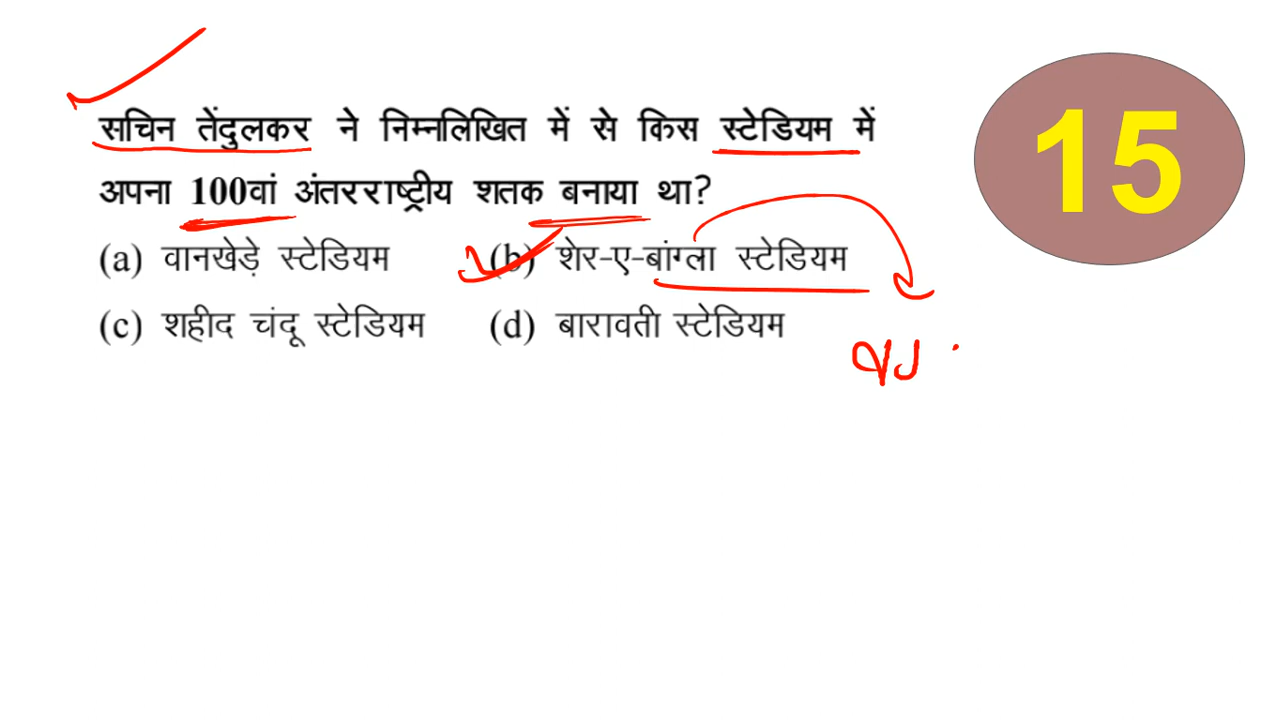 सचिन तेंदुलकर ने निम्नलिखित में से किस स्टेडियम में
अपना 100वां अंतरराष्ट्रीय शतक बनाया था?
(a) वानखेड़े स्टेडियम (b) शेर-ए-बांग्ला स्टेडियम
(c) शहीद चंदू स्टेडियम (d) बारावती स्टेडियम
15